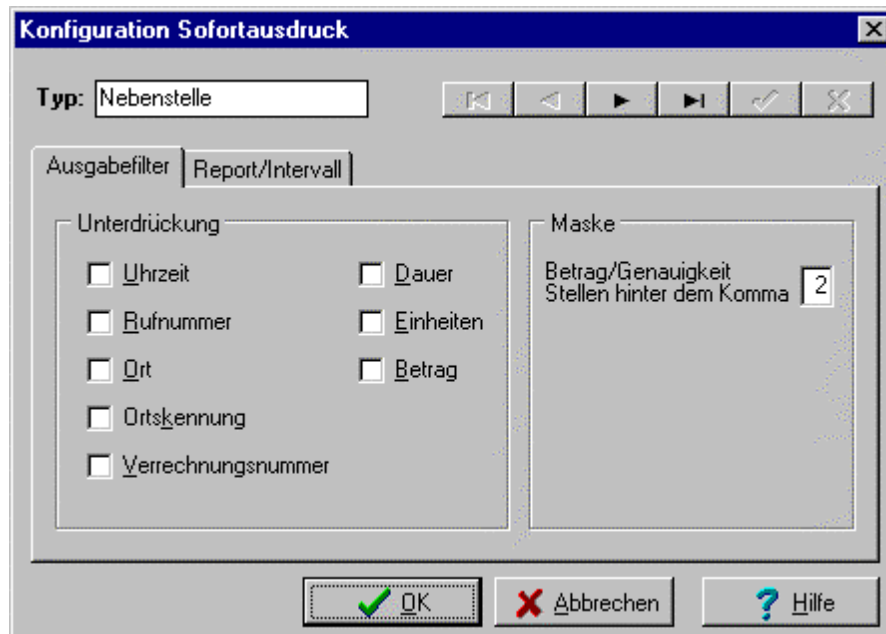 Konfiguration Sofortausdruck
Typ: Nebenstelle
Ausgabefilter Report/Intervall
Unterdrückung
Uhrzeit Dauer
Rufnummer Einheiten
Ort Betrag
Ortskennung
Verrechnungsnummer
Maske
Betrag/Genauigkeit
Stellen hinter dem Komma 2
OK Abbrechen Hilfe